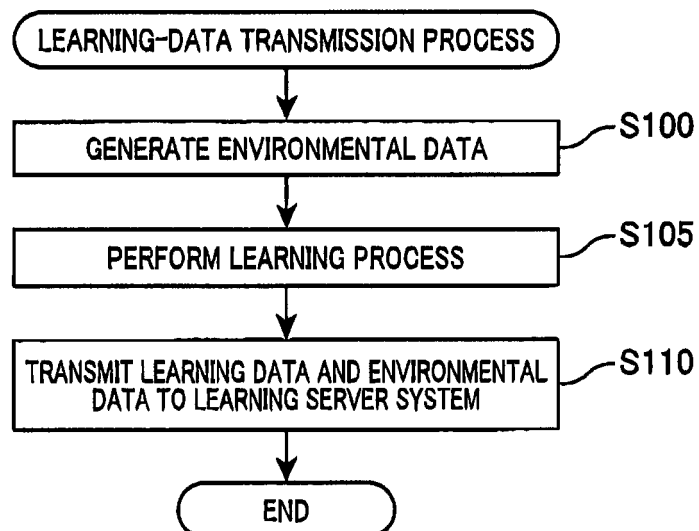 LEARNING-DATA TRANSMISSION PROCESS
GENERATE ENVIRONMENTAL DATA
S100
PERFORM LEARNING PROCESS
S105
TRANSMIT LEARNING DATA AND ENVIRONMENTAL
DATA TO LEARNING SERVER SYSTEM
S110
END